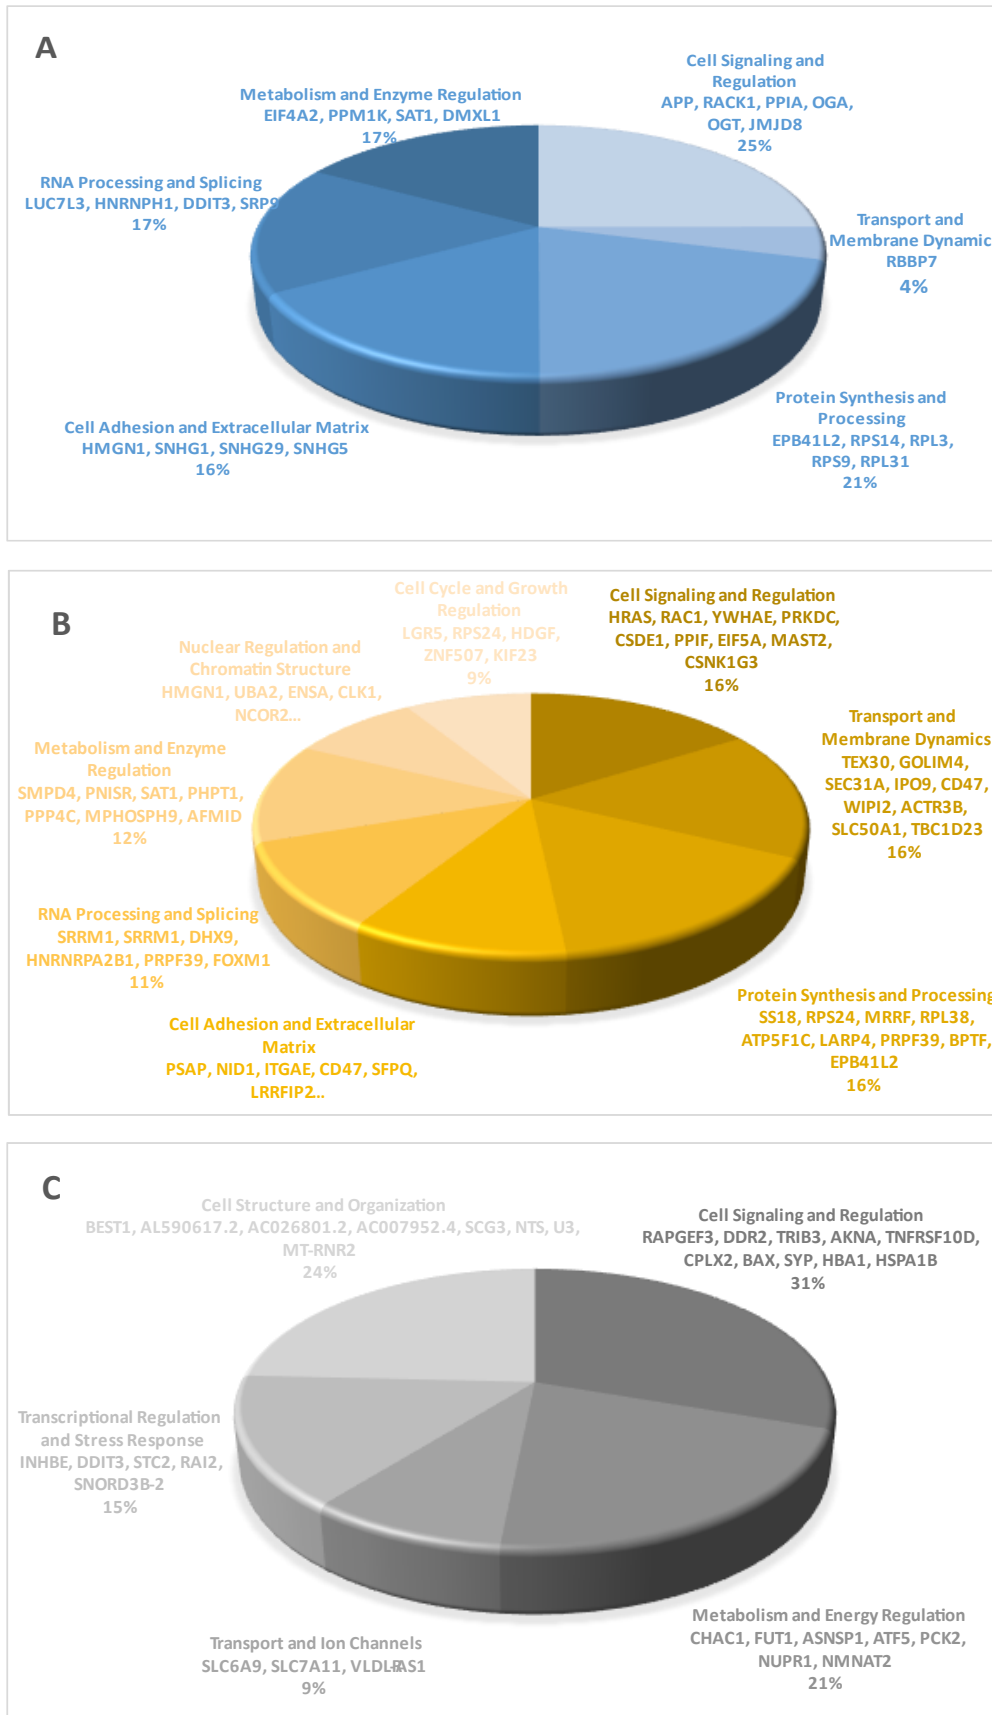 A
Cell Signaling and
Regulation
APP, RACK1, PPIA, OGA,
OGT, JMJD8
25%
Metabolism and Enzyme Regulation
EIF4A2, PPM1K, SAT1, DMXL1
17%
RNA Processing and Splicing
LUC7L3, HNRNPH1, DDIT3, SRP9
17%
Transport and
Membrane Dynamic
RBBP7
4%
Protein Synthesis and
Processing
EPB41L2, RPS14, RPL3,
RPS9, RPL31
21%
Cell Adhesion and Extracellular Matrix
HMGN1, SNHG1, SNHG29, SNHG5
16%
B
Cell Cycle and Growth
Regulation
LGR5, RPS24, HDGF,
ZNF507, KIF23
9%
Cell Signaling and Regulation
HRAS, RAC1, YWHAE, PRKDC,
CSDE1, PPIF, EIF5A, MAST2,
CSNK1G3
16%
Nuclear Regulation and
Chromatin Structure
HMGN1, UBA2, ENSA, CLK1,
NCOR2...
Transport and
Membrane Dynamics
TEX30, GOLIM4,
SEC31A, IPO9, CD47,
WIPI2, ACTR3B,
SLC50A1, TBC1D23
16%
Metabolism and Enzyme
Regulation
SMPD4, PNISR, SAT1, PHPT1,
PPP4C, MPHOSPH9, AFMID
12%
RNA Processing and Splicing
SRRM1, SRRM1, DHX9,
HNRNRPA2B1, PRPF39, FOXM1
11%
Protein Synthesis and Processing
SS18, RPS24, MRRF, RPL38,
ATP5F1C, LARP4, PRPF39, BPTF,
EPB41L2
16%
Cell Adhesion and Extracellular
Matrix
PSAP, NID1, ITGAE, CD47, SFPQ,
LRRFIP2...
C
Cell Structure and Organization
BEST1, AL590617.2, AC026801.2, AC007952.4, SCG3, NTS, U3,
MT-RNR2
24%
Cell Signaling and Regulation
RAPGEF3, DDR2, TRIB3, AKNA, TNFRSF10D,
CPLX2, BAX, SYP, HBA1, HSPA1B
31%
Transcriptional Regulation
and Stress Response
INHBE, DDIT3, STC2, RAI2,
SNORD3B-2
15%
Metabolism and Energy Regulation
CHAC1, FUT1, ASNSP1, ATF5, PCK2,
NUPR1, NMNAT2
21%
Transport and Ion Channels
SLC6A9, SLC7A11, VLDLR-AS1
9%